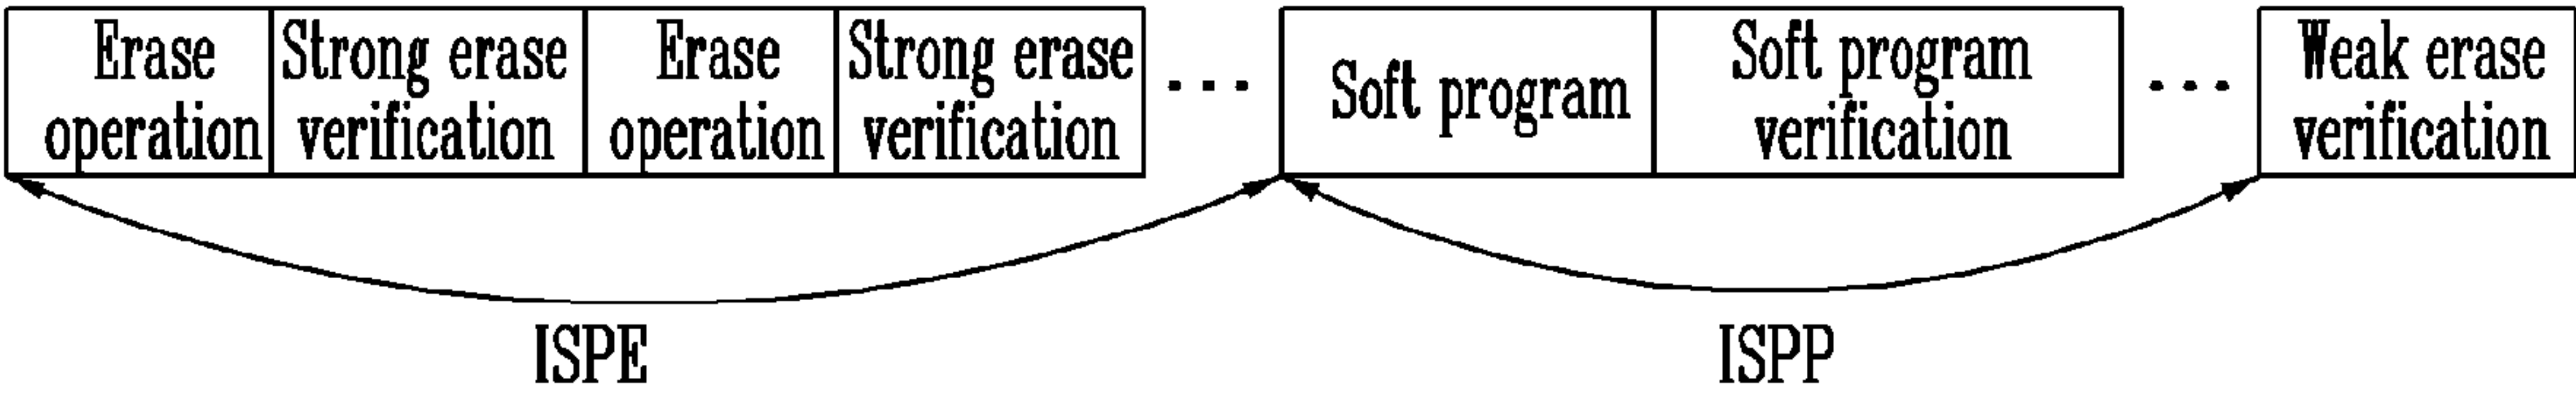 Erase
operation
Strong erase
verification
Erase
operation
Strong erase
verification
...
Soft program
Soft program
verification
...
Weak erase
verification
ISPE
ISPP